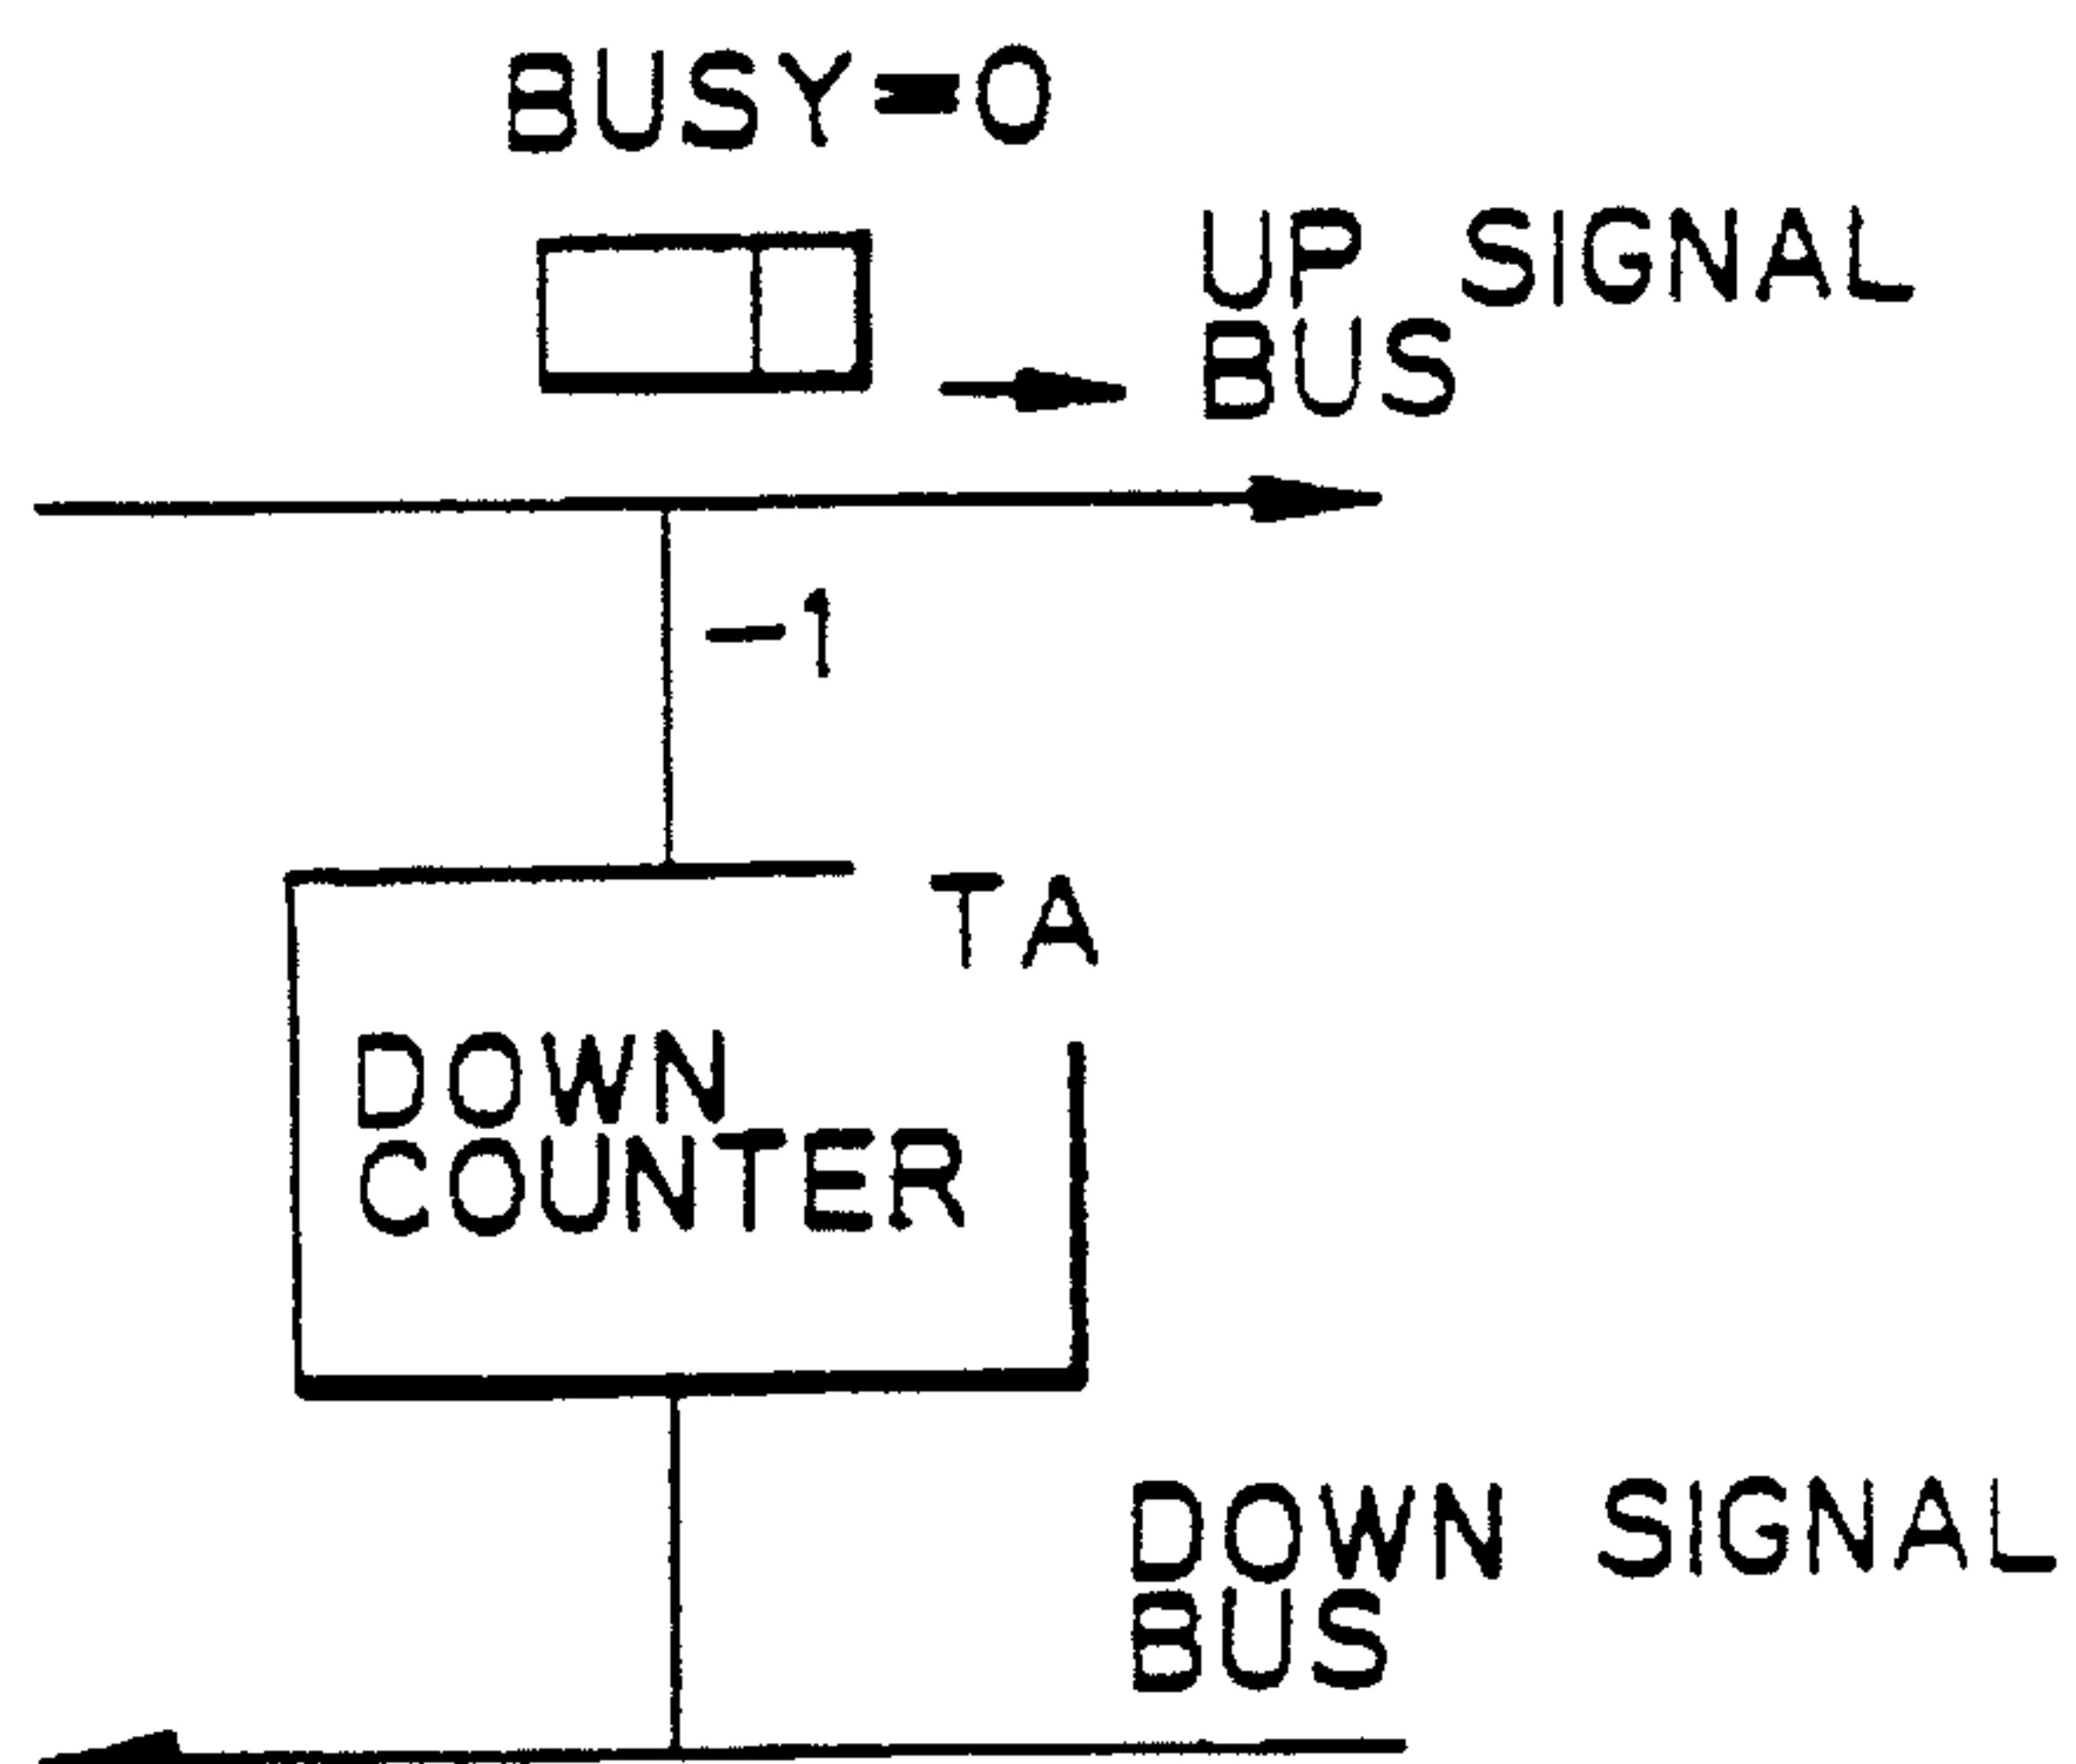 BUSY=0
UP SIGNAL
BUS
-1
TA
DOWN
COUNTER
DOWN SIGNAL
BUS